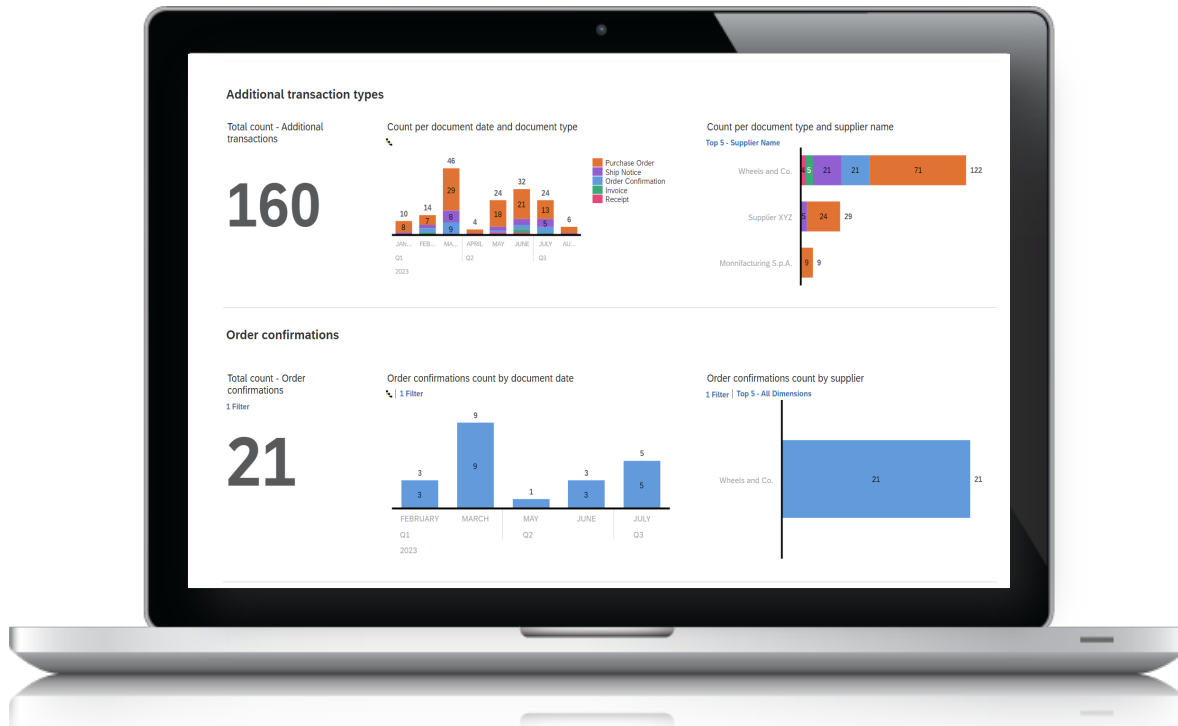 Additional transaction types
Total count - Additional
transactions
160
Count per document date and document type
46
32
24
24
14
10
4
6
29
8
7
8
9
18
21
13
5
Purchase Order
Ship Notice
Order Confirmation
Invoice
Receipt
JAN... FEB... MA... APRIL MAY JUNE JULY AU...
Q1 Q2 Q3
2023
Count per document type and supplier name
Top 5 - Supplier Name
Wheels and Co. 4 5 21 21 71 122
Supplier XYZ 5 24 29
Monnifacturing S.p.A. 9 9
Order confirmations
Total count - Order
confirmations
1 Filter
21
Order confirmations count by document date
1 Filter
9
9
5
5
3
3
3
3
1
FEBRUARY MARCH MAY JUNE JULY
Q1 Q2 Q3
2023
Order confirmations count by supplier
1 Filter | Top 5 - All Dimensions
Wheels and Co. 21 21